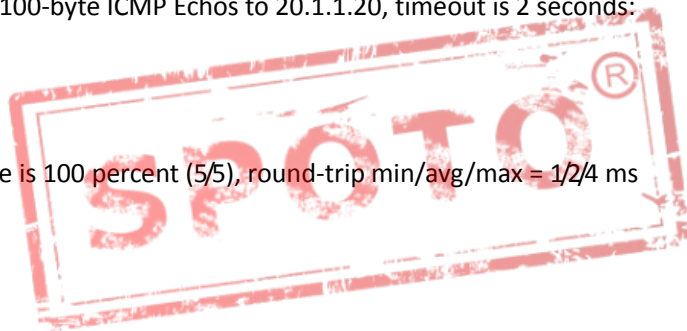 100-byte ICMP Echos to 20.1.1.20, timeout is 2 seconds:
SPOTO ®
e is 100 percent (5/5), round-trip min/avg/max = 1/2/4 ms